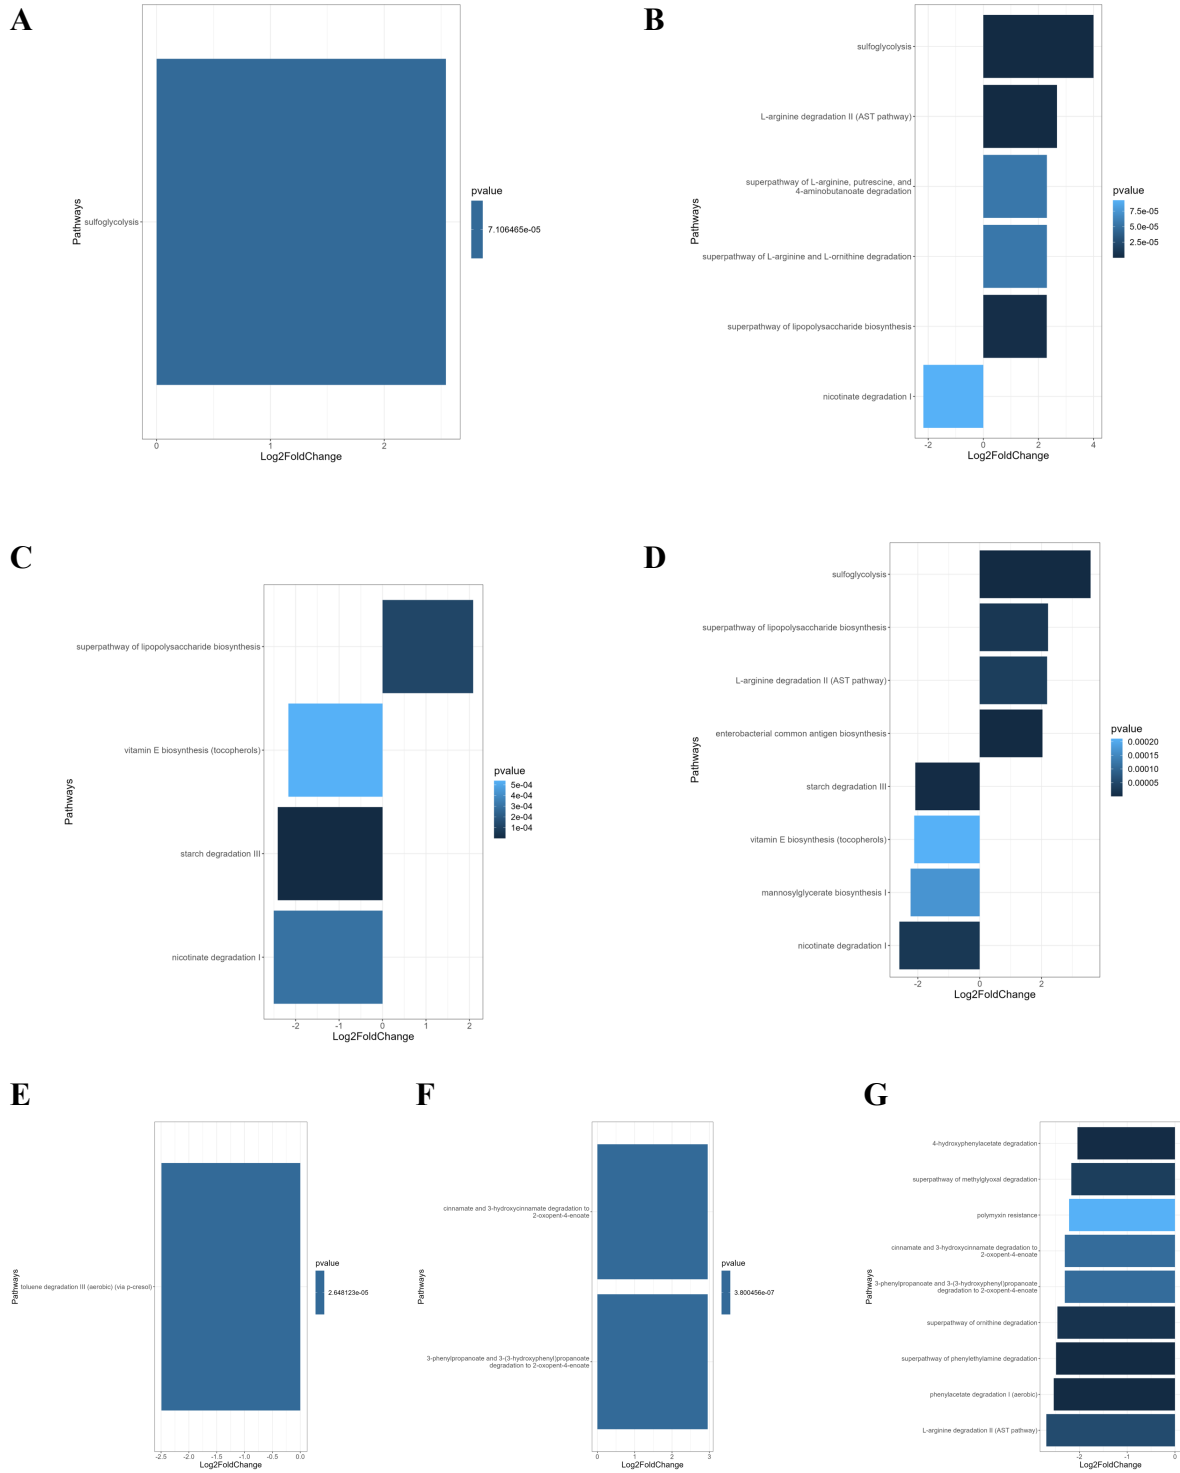 A
Pathways
sulfoglycolysis
0
1
2
Log2FoldChange
pvalue
7.106465e-05
B
Pathways
sulfoglycolysis
L-arginine degradation II (AST pathway)
superpathway of L-arginine, putrescine, and
4-aminobutanoate degradation
superpathway of L-arginine and L-ornithine degradation
superpathway of lipopolysaccharide biosynthesis
nicotinate degradation I
-2
0
2
4
Log2FoldChange
pvalue
7.5e-05
5.0e-05
2.5e-05
C
Pathways
superpathway of lipopolysaccharide biosynthesis
vitamin E biosynthesis (tocopherols)
starch degradation III
nicotinate degradation I
-2
-1
0
1
2
Log2FoldChange
pvalue
5e-04
4e-04
3e-04
2e-04
1e-04
D
Pathways
sulfoglycolysis
superpathway of lipopolysaccharide biosynthesis
L-arginine degradation II (AST pathway)
enterobacterial common antigen biosynthesis
starch degradation III
vitamin E biosynthesis (tocopherols)
mannosylglycerate biosynthesis I
nicotinate degradation I
-2
0
2
Log2FoldChange
pvalue
0.00020
0.00015
0.00010
0.00005
E
Pathways
toluene degradation III (aerobic) (via p-cresol)
-2.5
-2.0
-1.5
-1.0
-0.5
0.0
Log2FoldChange
pvalue
2.648123e-05
F
Pathways
cinnamate and 3-hydroxycinnamate degradation to
2-oxopent-4-enoate
3-phenylpropanoate and 3-(3-hydroxyphenyl)propanoate
degradation to 2-oxopent-4-enoate
0
1
2
3
Log2FoldChange
pvalue
3.800456e-07
G
Pathways
4-hydroxyphenylacetate degradation
superpathway of methylglyoxal degradation
polymyxin resistance
cinnamate and 3-hydroxycinnamate degradation to
2-oxopent-4-enoate
3-phenylpropanoate and 3-(3-hydroxyphenyl)propanoate
degradation to 2-oxopent-4-enoate
superpathway of ornithine degradation
superpathway of phenylethylamine degradation
phenylacetate degradation I (aerobic)
L-arginine degradation II (AST pathway)
-2
-1
0
Log2FoldChange